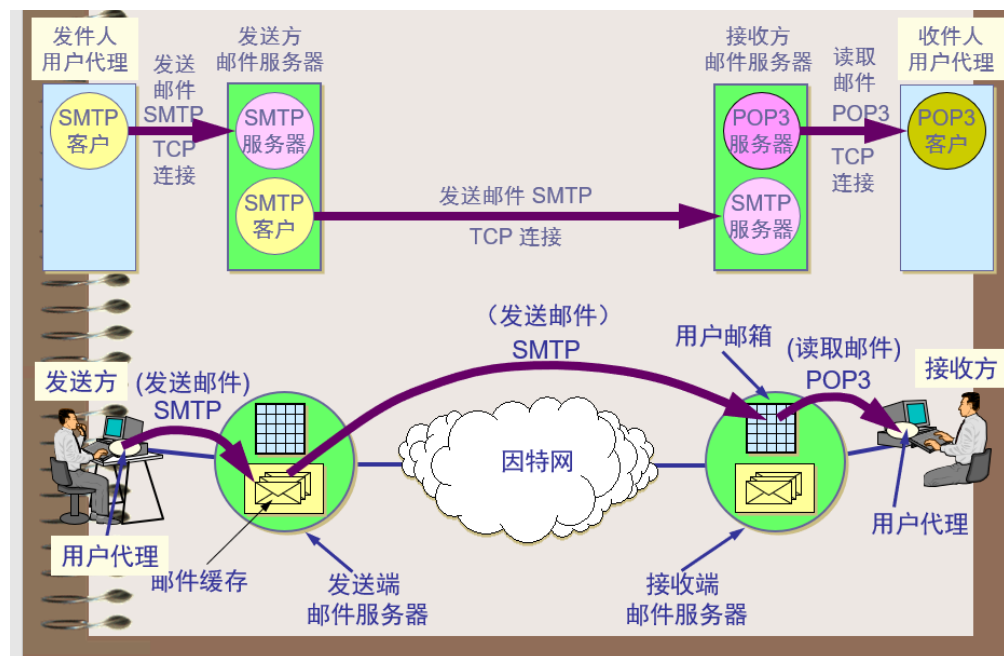 发件人
用户代理
发送方
邮件服务器
接收方
邮件服务器
收件人
用户代理
发送
邮件
SMTP
读取
邮件
POP3
SMTP
客户
SMTP
服务器
POP3
服务器
POP3
客户
TCP
连接
TCP
连接
SMTP
客户
发送邮件 SMTP
TCP 连接
SMTP
服务器
(发送邮件)
SMTP
用户邮箱
(读取邮件)
POP3
发送方
(发送邮件)
SMTP
接收方
因特网
用户代理
邮件缓存
发送端
邮件服务器
接收端
邮件服务器
用户代理